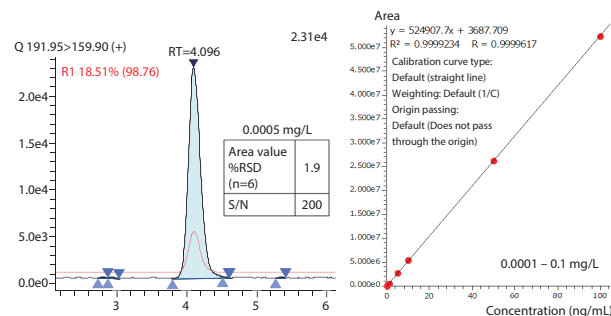 Q 191.95>159.90 (+)
RT=4.096
2.31e4
R1 18.51% (98.76)
2.0e4
1.5e4
1.0e4
5.0e3
0.0e0
3
4
5
6
0.0005 mg/L
Area value
%RSD
(n=6)
1.9
S/N
200
Area
y = 524907.7x + 3687.709
R² = 0.9999234 R = 0.9999617
Calibration curve type:
Default (straight line)
Weighting: Default (1/C)
Origin passing:
Default (Does not pass
through the origin)
5.000e7
4.500e7
4.000e7
3.500e7
3.000e7
2.500e7
2.000e7
1.500e7
1.000e7
5.000e6
0.000e0
0.0001 – 0.1 mg/L
0
20
40
60
80
100
Concentration (ng/mL)